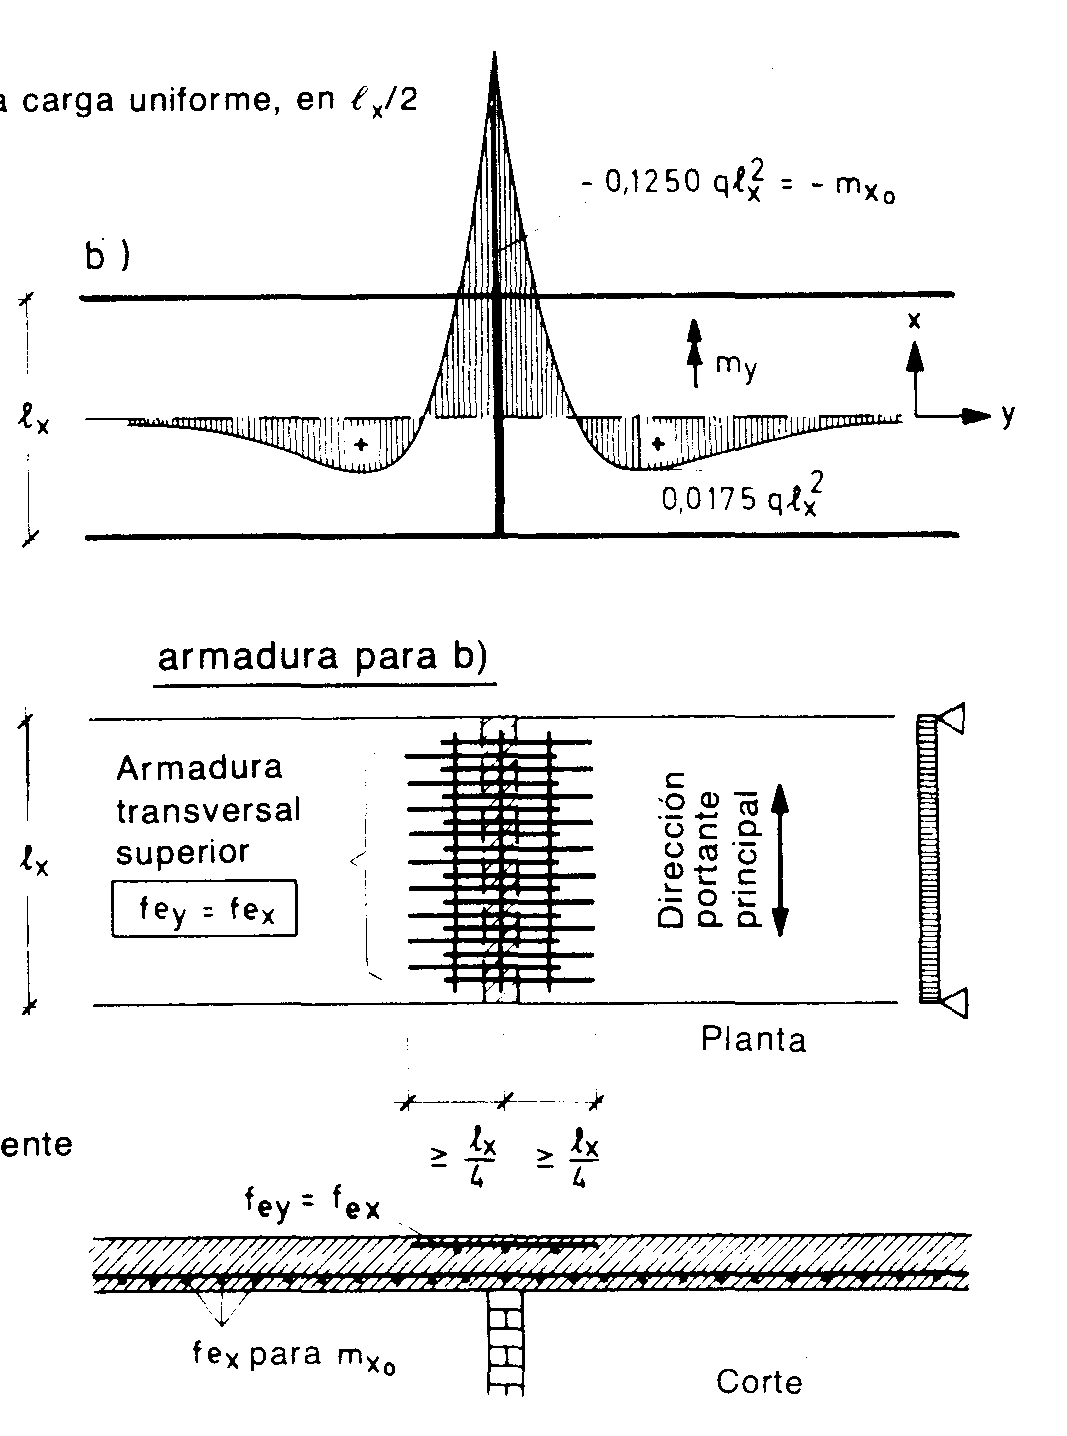 a carga uniforme, en ℓx/2
- 0,1250 qℓx² = - mxo
b )
x
my
ℓx
y
+
+
0,0175 qℓx²
armadura para b)
Armadura
transversal
superior
fey = fex
ℓx
Dirección
portante
principal
Planta
≥ ℓx/4 ≥ ℓx/4
ente
fey = fex
fex para mxo
Corte